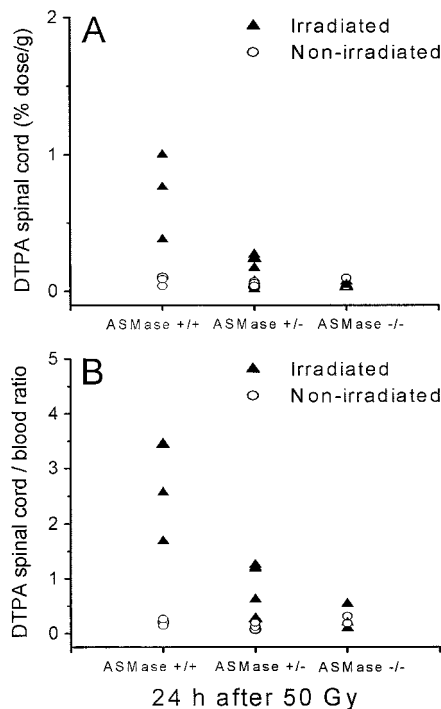 A
▲ Irradiated
○ Non-irradiated
DTPA spinal cord (% dose/g)
2
1
0
ASMase +/+ ASMase +/- ASMase -/-
B
▲ Irradiated
○ Non-irradiated
DTPA spinal cord / blood ratio
5
4
3
2
1
0
ASMase +/+ ASMase +/- ASMase -/-
24 h after 50 Gy